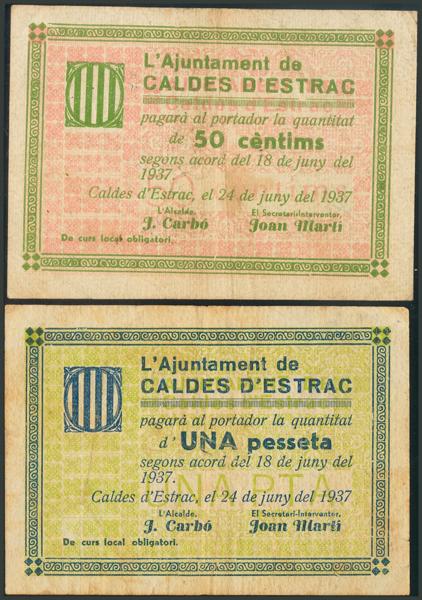 L'Ajuntament de
CALDES D'ESTRAC
pagarà al portador la quantitat
de 50 cèntims
segons acord del 18 de juny del
1937.
Caldes d'Estrac, el 24 de juny del 1937
L'Alcalde, El Secretari-Interventor,
J. Carbó Joan Martí
De curs local obligatori.
L'Ajuntament de
CALDES D'ESTRAC
pagarà al portador la quantitat
d' UNA pesseta
segons acord del 18 de juny del
1937.
UNA PTA
Caldes d'Estrac, el 24 de juny del 1937
L'Alcalde, El Secretari-Interventor,
J. Carbó Joan Martí
De curs local obligatori.